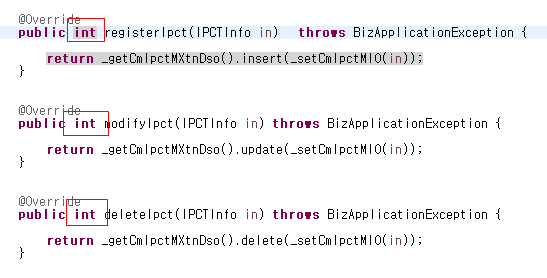 @Override
public int registerIpct(IPCTInfo in) throws BizApplicationException {
return _getCmIpctMXtnDso().insert(_setCmIpctMIO(in));
}
@Override
public int modifyIpct(IPCTInfo in) throws BizApplicationException {
return _getCmIpctMXtnDso().update(_setCmIpctMIO(in));
}
@Override
public int deleteIpct(IPCTInfo in) throws BizApplicationException {
return _getCmIpctMXtnDso().delete(_setCmIpctMIO(in));
}